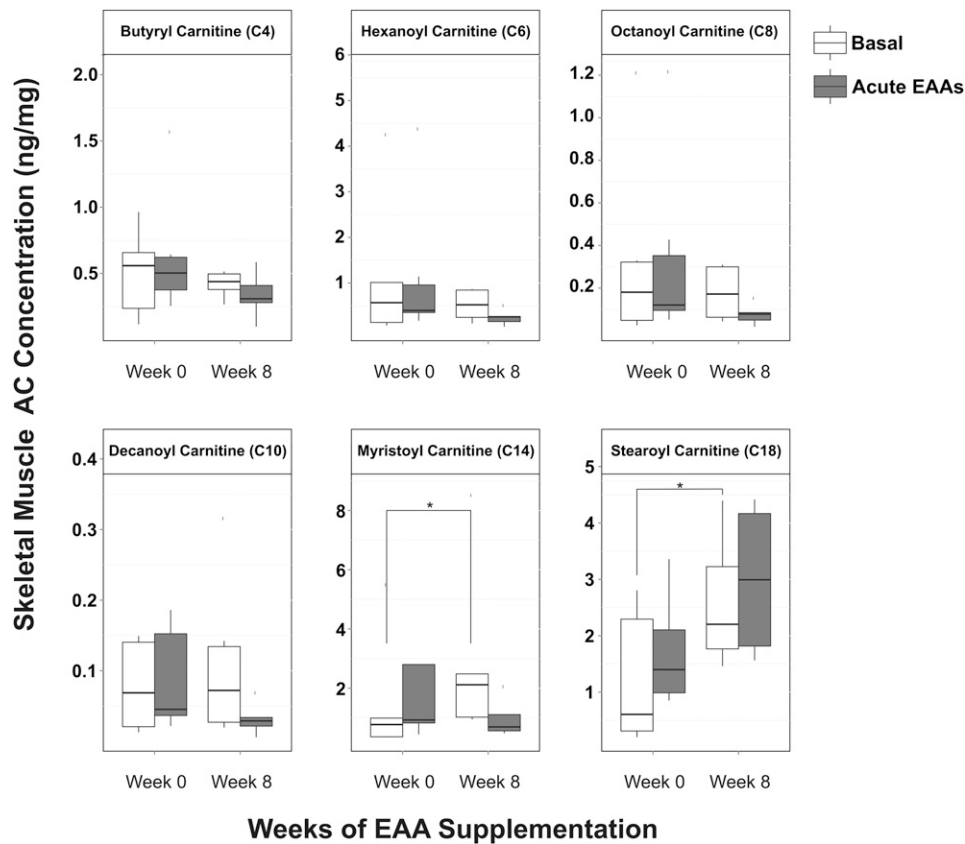 Skeletal Muscle AC Concentration (ng/mg)
Butyryl Carnitine (C4)
2.0
1.5
1.0
0.5
Week 0 Week 8
Hexanoyl Carnitine (C6)
6
5
4
3
2
1
Week 0 Week 8
Octanoyl Carnitine (C8)
1.2
1.0
0.8
0.6
0.4
0.2
Week 0 Week 8
Basal
Acute EAAs
Decanoyl Carnitine (C10)
0.4
0.3
0.2
0.1
Week 0 Week 8
Myristoyl Carnitine (C14)
8
6
4
2
*
Week 0 Week 8
Stearoyl Carnitine (C18)
5
4
3
2
1
*
Week 0 Week 8
Weeks of EAA Supplementation